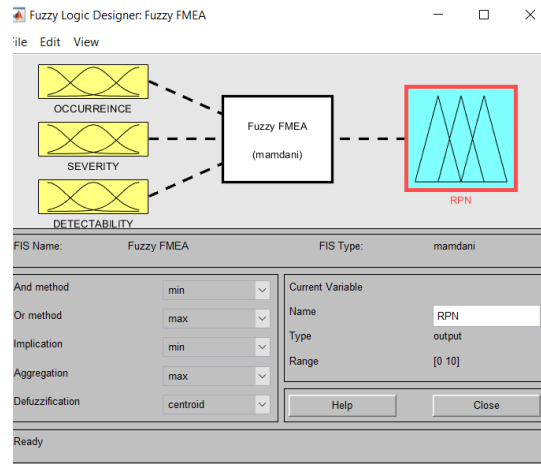 Fuzzy Logic Designer: Fuzzy FMEA
ile Edit View
OCCURREINCE
SEVERITY
DETECTABILITY
Fuzzy FMEA
(mamdani)
RPN
FIS Name: Fuzzy FMEA FIS Type: mamdani
And method min
Or method max
Implication min
Aggregation max
Defuzzification centroid
Current Variable
Name RPN
Type output
Range [0 10]
Help Close
Ready